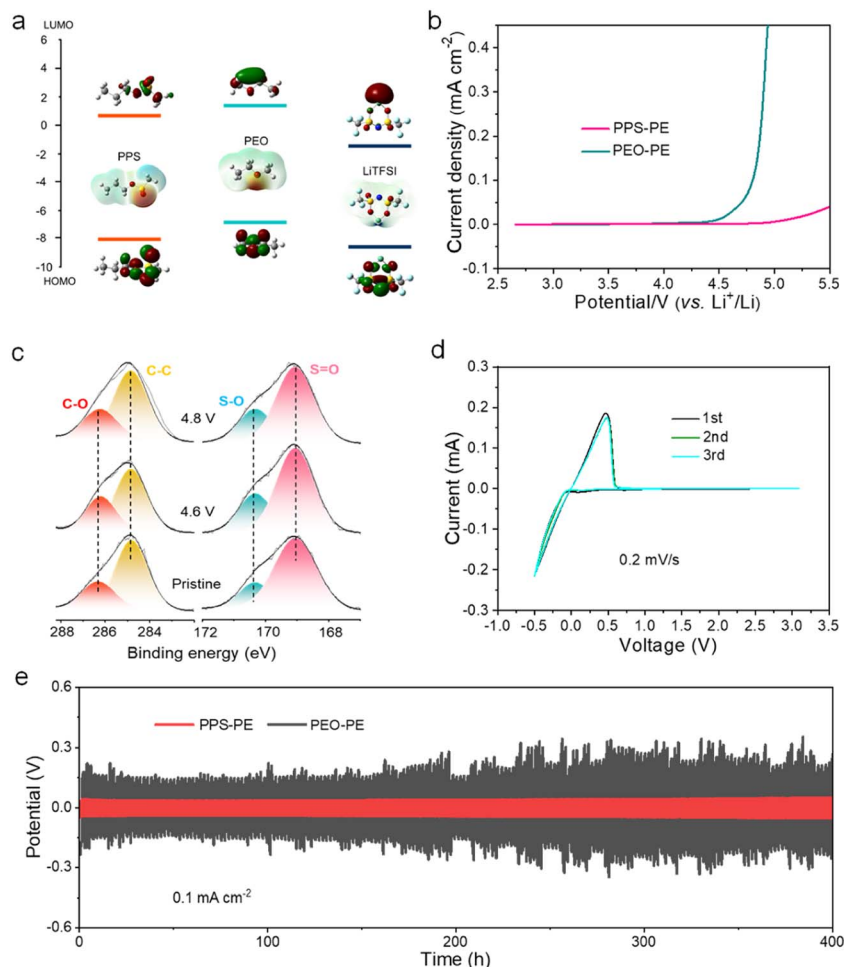 a
LUMO
6
4
2
0
-2
-4
-6
-8
-10
HOMO
PPS
PEO
LiTFSI
b
Current density (mA cm-2)
0.4
0.3
0.2
0.1
0.0
-0.1
PPS-PE
PEO-PE
2.5 3.0 3.5 4.0 4.5 5.0 5.5
Potential/V (vs. Li+/Li)
c
C-O
C-C
S-O
S=O
4.8 V
4.6 V
Pristine
288 286 284 172 170 168
Binding energy (eV)
d
Current (mA)
0.3
0.2
0.1
0.0
-0.1
-0.2
-0.3
1st
2nd
3rd
0.2 mV/s
-1.0 -0.5 0.0 0.5 1.0 1.5 2.0 2.5 3.0 3.5
Voltage (V)
e
Potential (V)
0.6
0.3
0.0
-0.3
-0.6
PPS-PE PEO-PE
0.1 mA cm-2
0 100 200 300 400
Time (h)